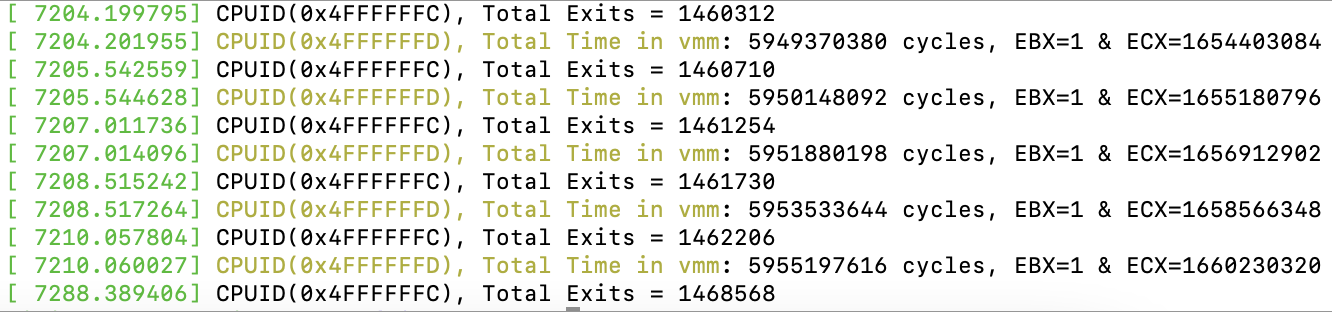 [ 7204.199795] CPUID(0x4FFFFFFC), Total Exits = 1460312
[ 7204.201955] CPUID(0x4FFFFFFD), Total Time in vmm: 5949370380 cycles, EBX=1 & ECX=1654403084
[ 7205.542559] CPUID(0x4FFFFFFC), Total Exits = 1460710
[ 7205.544628] CPUID(0x4FFFFFFD), Total Time in vmm: 5950148092 cycles, EBX=1 & ECX=1655180796
[ 7207.011736] CPUID(0x4FFFFFFC), Total Exits = 1461254
[ 7207.014096] CPUID(0x4FFFFFFD), Total Time in vmm: 5951880198 cycles, EBX=1 & ECX=1656912902
[ 7208.515242] CPUID(0x4FFFFFFC), Total Exits = 1461730
[ 7208.517264] CPUID(0x4FFFFFFD), Total Time in vmm: 5953533644 cycles, EBX=1 & ECX=1658566348
[ 7210.057804] CPUID(0x4FFFFFFC), Total Exits = 1462206
[ 7210.060027] CPUID(0x4FFFFFFD), Total Time in vmm: 5955197616 cycles, EBX=1 & ECX=1660230320
[ 7288.389406] CPUID(0x4FFFFFFC), Total Exits = 1468568